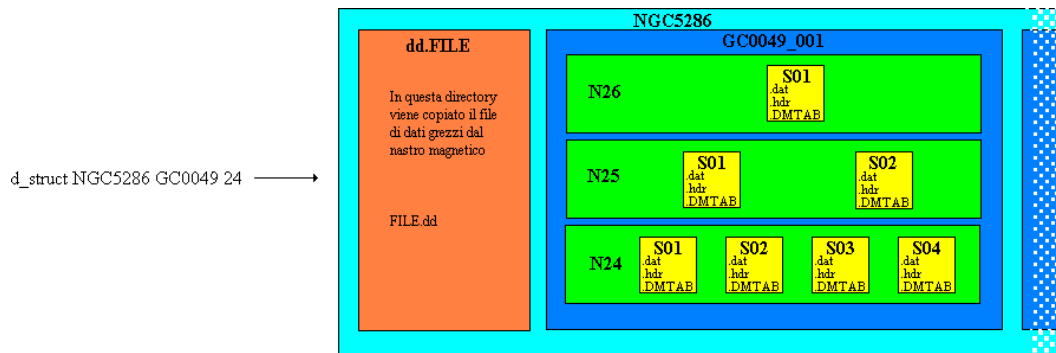 NGC5286
dd.FILE
In questa directory
viene copiato il file
di dati grezzi dal
nastro magnetico
FILE.dd
d_struct NGC5286 GC0049 24
GC0049_001
N26
S01
.dat
.hdr
.DMTAB
N25
S01
.dat
.hdr
.DMTAB
S02
.dat
.hdr
.DMTAB
N24
S01
.dat
.hdr
.DMTAB
S02
.dat
.hdr
.DMTAB
S03
.dat
.hdr
.DMTAB
S04
.dat
.hdr
.DMTAB